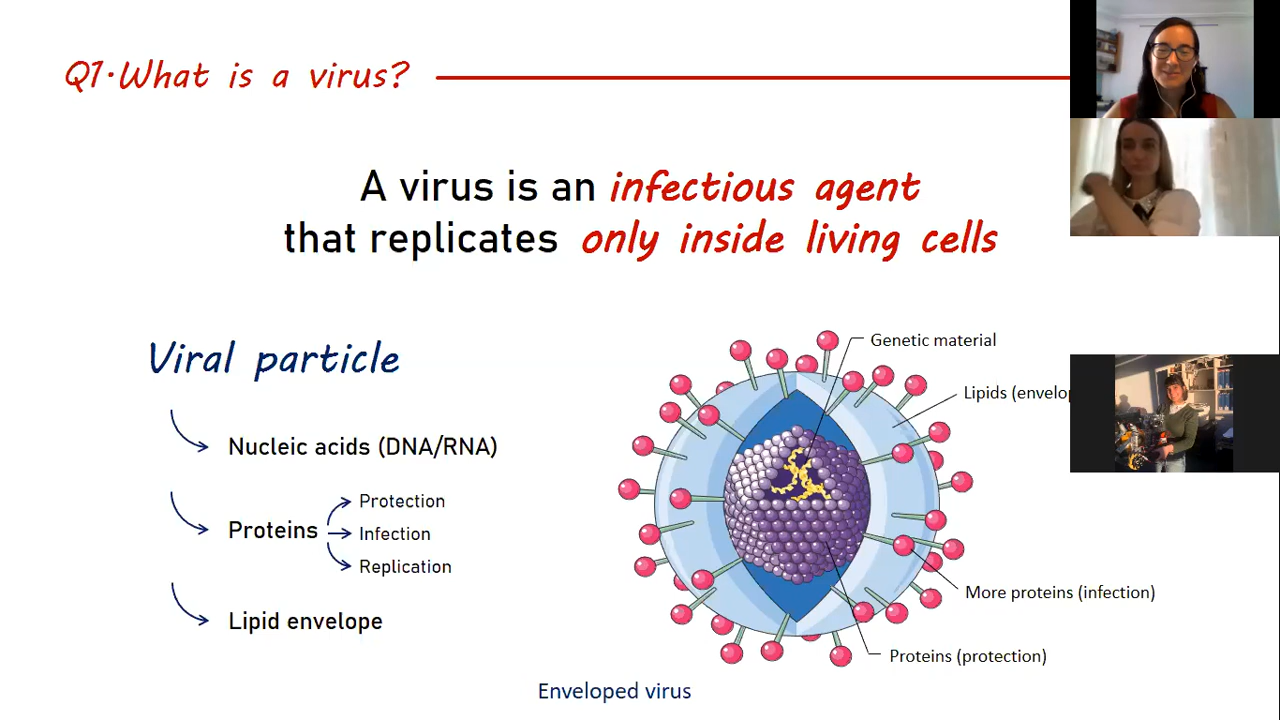 Q1·What is a virus?
A virus is an infectious agent
that replicates only inside living cells
Viral particle
Nucleic acids (DNA/RNA)
Proteins
Protection
Infection
Replication
Lipid envelope
Genetic material
Lipids (envelop
More proteins (infection)
Proteins (protection)
Enveloped virus